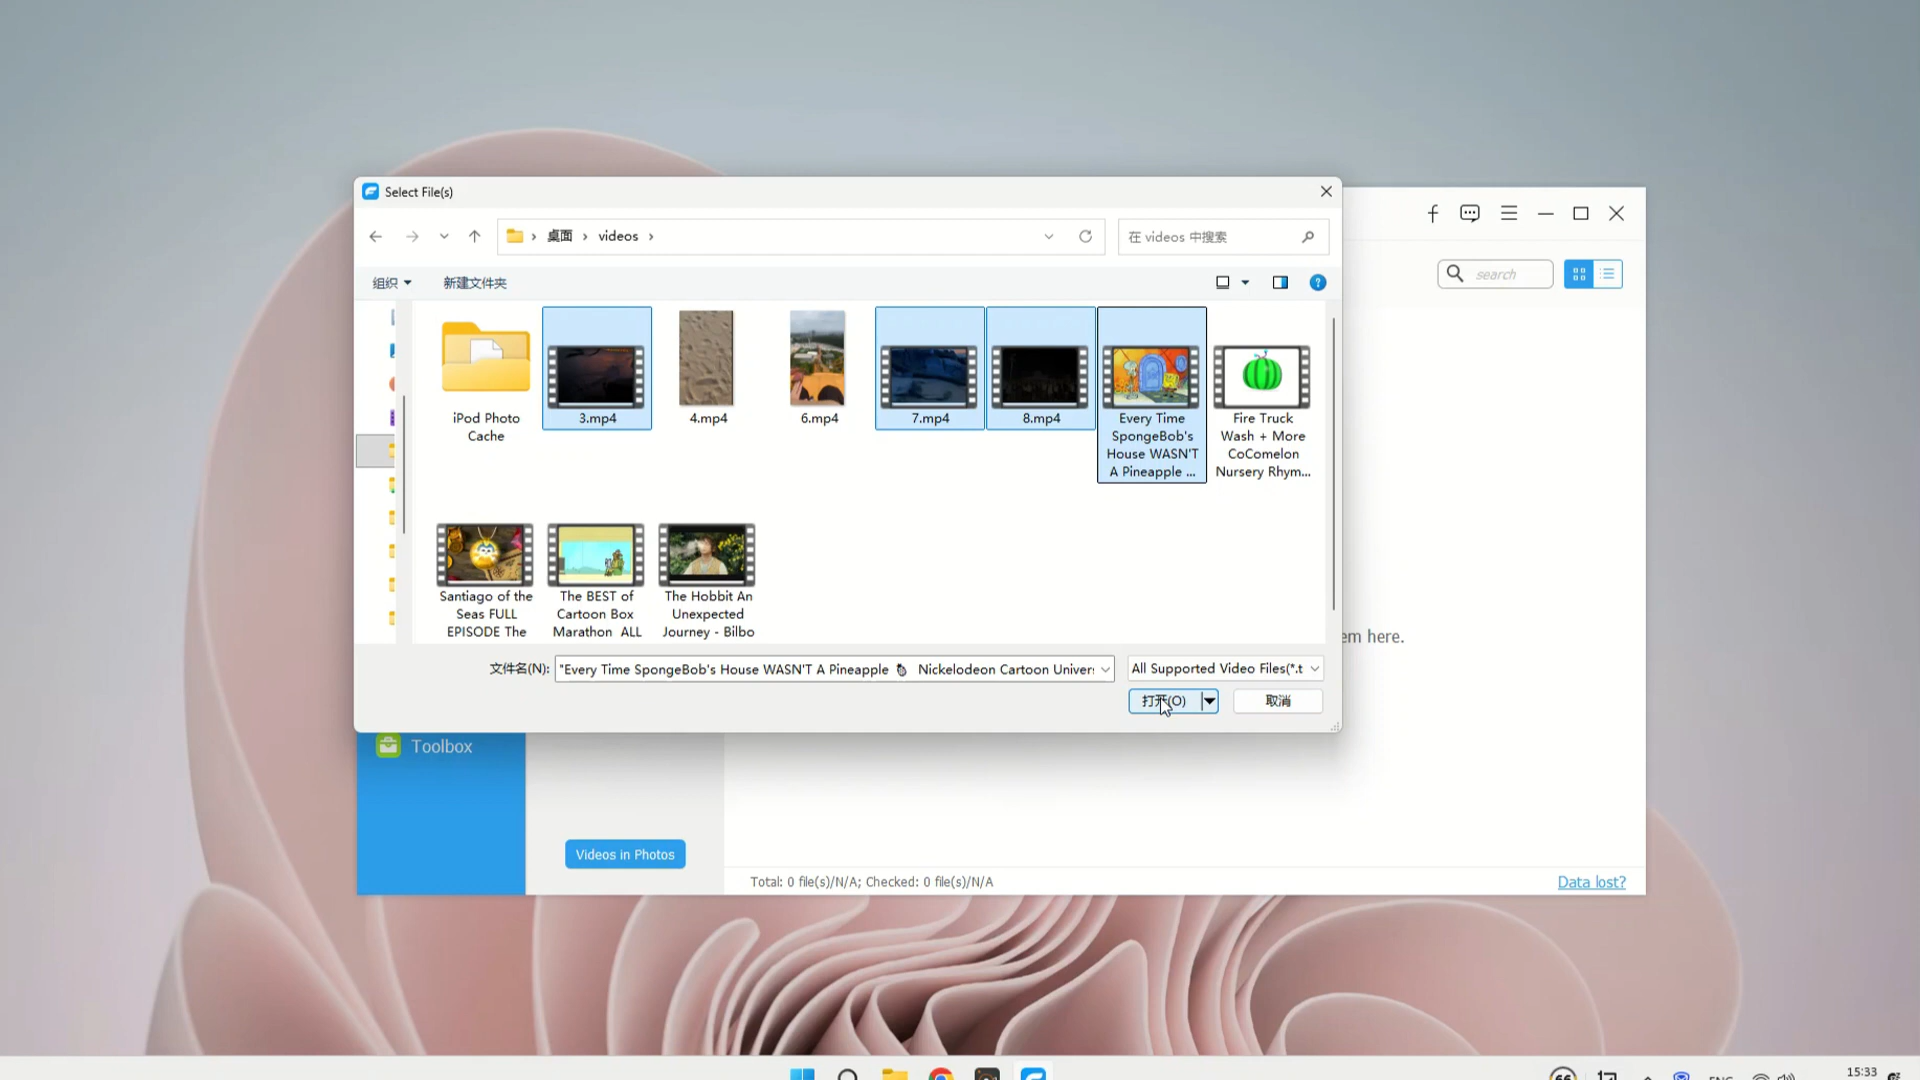 Select File(s)
桌面 videos
在 videos 中搜索
组织 新建文件夹
search
iPod Photo
Cache
3.mp4
4.mp4
6.mp4
7.mp4
8.mp4
Every Time
SpongeBob's
House WASN'T
A Pineapple ...
Fire Truck
Wash + More
CoComelon
Nursery Rhym...
Santiago of the
Seas FULL
EPISODE The
The BEST of
Cartoon Box
Marathon ALL
The Hobbit An
Unexpected
Journey - Bilbo
em here.
文件名(N): "Every Time SpongeBob's House WASN'T A Pineapple 🍍 Nickelodeon Cartoon Univer: All Supported Video Files(*.t
打开(O) 取消
Toolbox
Videos in Photos
Total: 0 file(s)/N/A; Checked: 0 file(s)/N/A
Data lost?
66
ENG
15:33